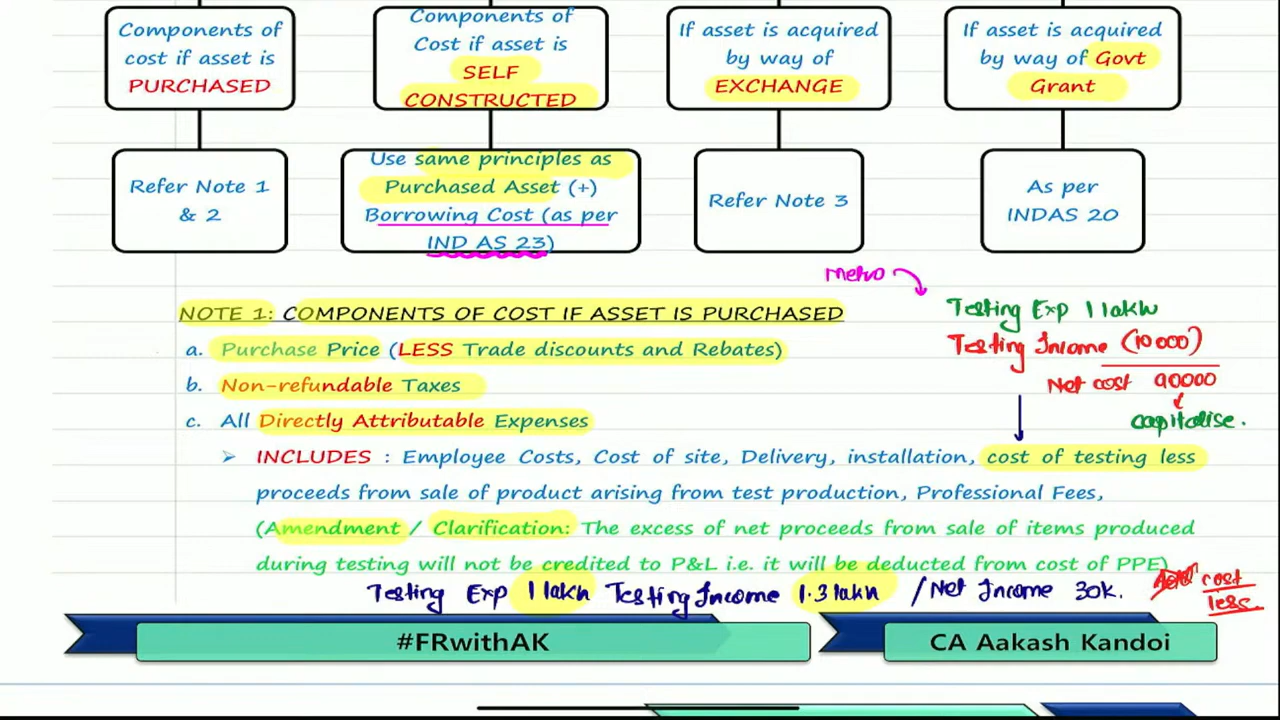 Components of
cost if asset is
PURCHASED
Components of
Cost if asset is
SELF
CONSTRUCTED
If asset is acquired
by way of
EXCHANGE
If asset is acquired
by way of Govt
Grant
Refer Note 1
& 2
Use same principles as
Purchased Asset (+)
Borrowing Cost (as per
IND AS 23)
Refer Note 3
As per
INDAS 20
Metro
NOTE 1: COMPONENTS OF COST IF ASSET IS PURCHASED
Testing Exp 1 lakh
a. Purchase Price (LESS Trade discounts and Rebates)
Testing Income (10000)
b. Non-refundable Taxes
Net cost 90000
c. All Directly Attributable Expenses
capitalise.
➢ INCLUDES : Employee Costs, Cost of site, Delivery, installation, cost of testing less
proceeds from sale of product arising from test production, Professional Fees,
(Amendment / Clarification: The excess of net proceeds from sale of items produced
during testing will not be credited to P&L i.e. it will be deducted from cost of PPE)
Testing Exp 1 lakh Testing Income 1.3 lakh / Net Income 30k.
cost
less.
#FRwithAK
CA Aakash Kandoi